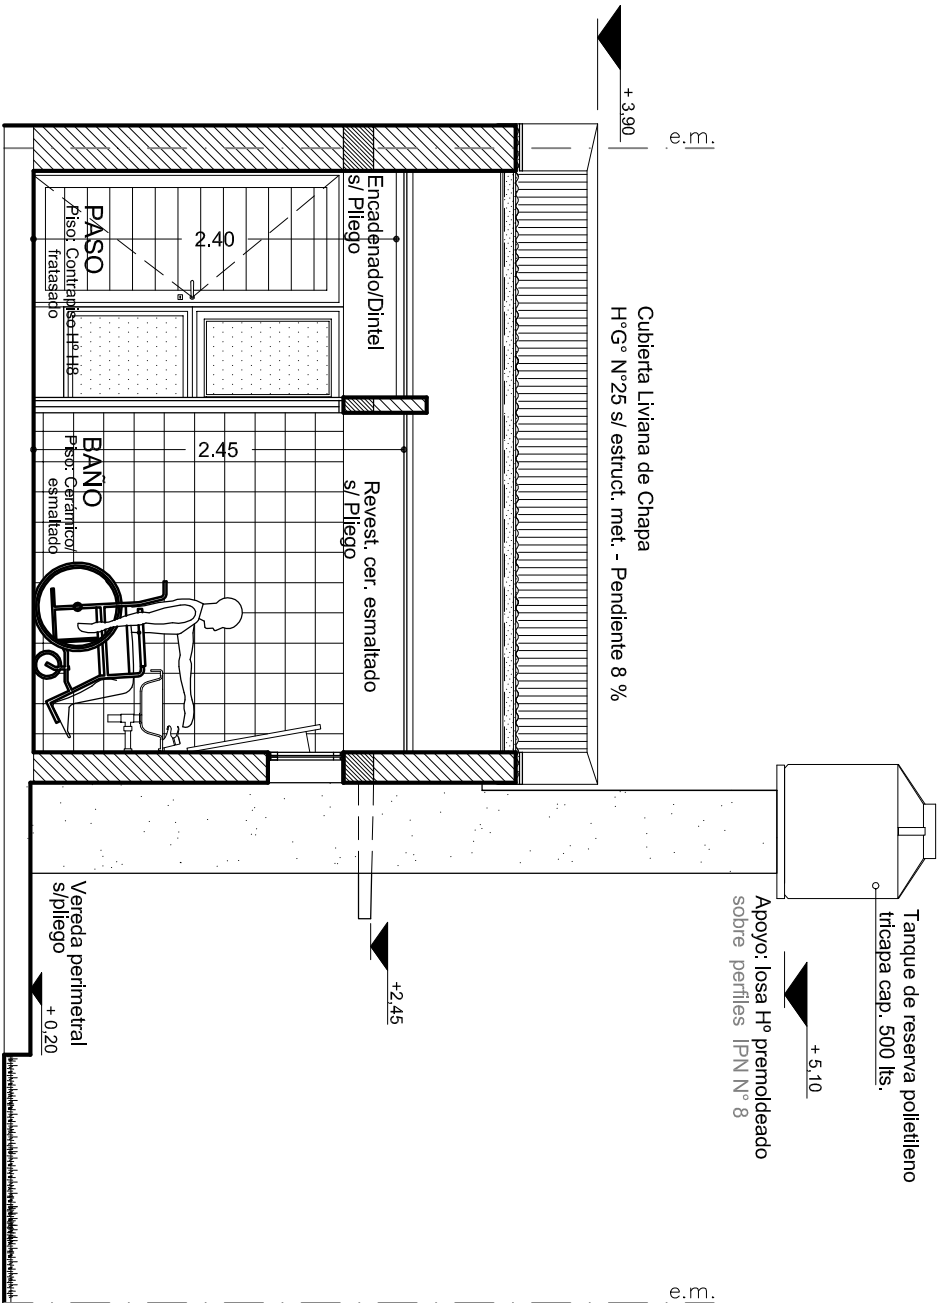 + 3,90
e.m.
Cubierta Liviana de Chapa
H°G° N°25 s/ estruct. met. - Pendiente 8 %
Tanque de reserva polietileno
tricapa cap. 500 lts.
+ 5,10
Apoyo: losa Hº premoldeado
sobre perfiles IPN N° 8
e.m.
Encadenado/Dintel
s/ Pliego
Revest. cer. esmaltado
s/ Pliego
+2,45
2.40
2.45
PASO
Piso: Contrapiso Hº H8
fratasado
BAÑO
Piso: Cerámico/
esmaltado
Vereda perimetral
s/pliego
+ 0,20